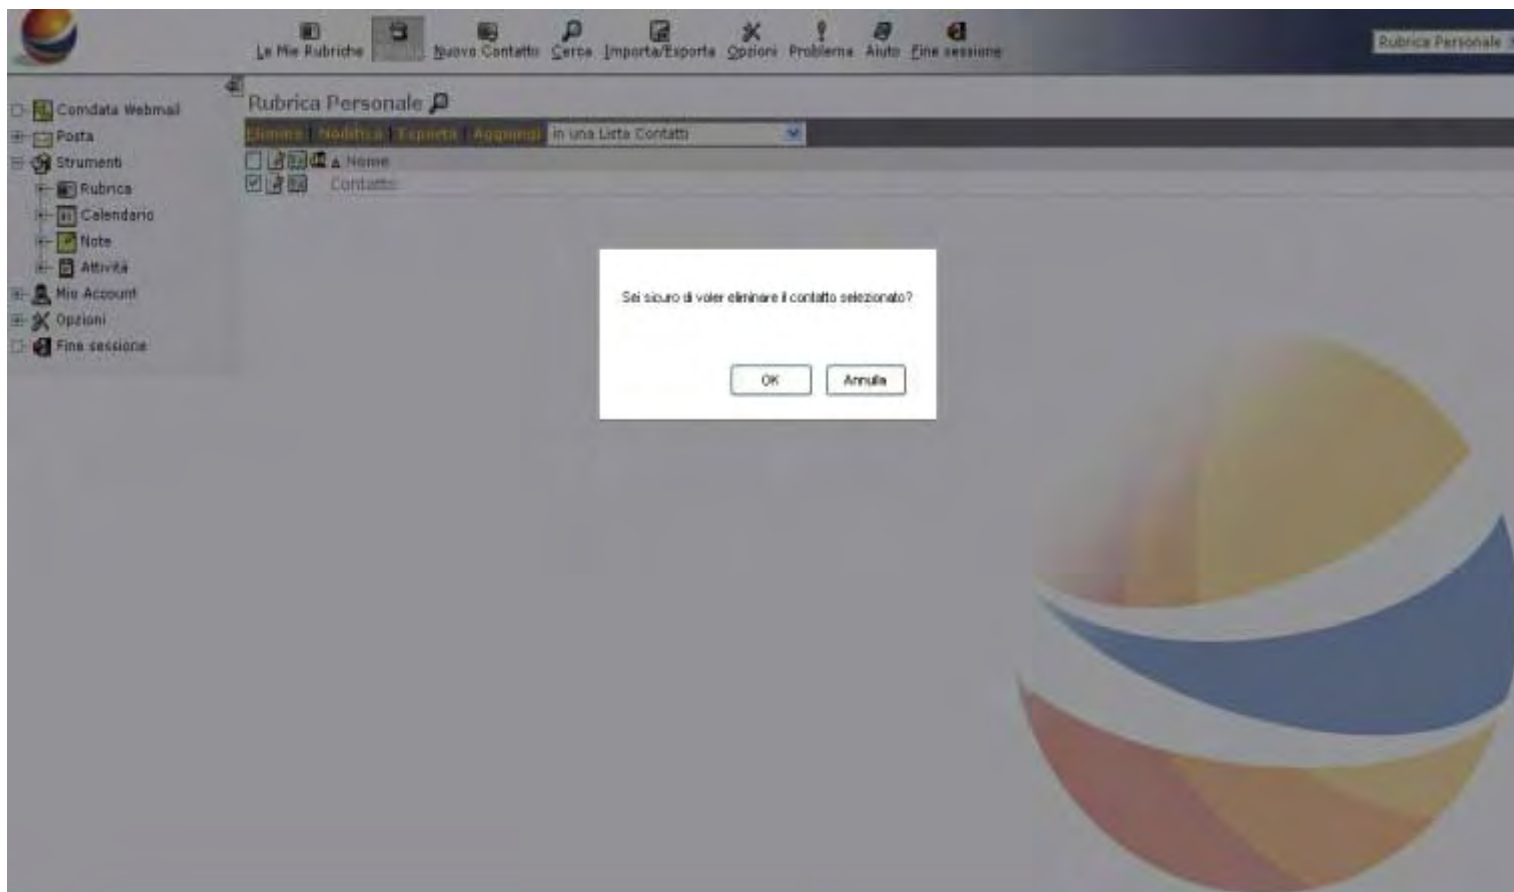 Le Mie Rubriche Nuovo Contatto Cerca Importa/Esporta Opzioni Problema Aiuto Fine sessione
Rubrica Personale
Comdata Webmail
Posta
Strumenti
Rubrica
Calendario
Note
Attività
Mio Account
Opzioni
Fine sessione
Rubrica Personale
Elimina | Modifica | Esporta | Aggiungi in una Lista Contatti
Nome
Contatto
Sei sicuro di voler eliminare il contatto selezionato?
OK Annulla